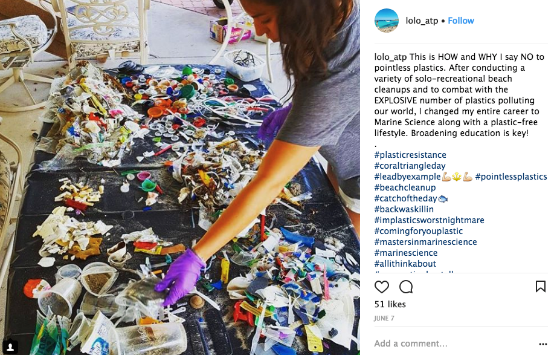 lolo_atp • Follow
lolo_atp This is HOW and WHY I say NO to
pointless plastics. After conducting a
variety of solo-recreational beach
cleanups and to combat with the
EXPLOSIVE number of plastics polluting
our world, I changed my entire career to
Marine Science along with a plastic-free
lifestyle. Broadening education is key!
.
#plasticresistance
#coraltriangleday
#leadbyexample💪🏼🔱💪🏼 #pointlessplastics
#beachcleanup
#catchoftheday🐟
#backwaskillin
#implasticsworstnightmare
#comingforyouplastic
#mastersinmarinescience
#marinescience
#allithinkabout
51 likes
JUNE 7
Add a comment...